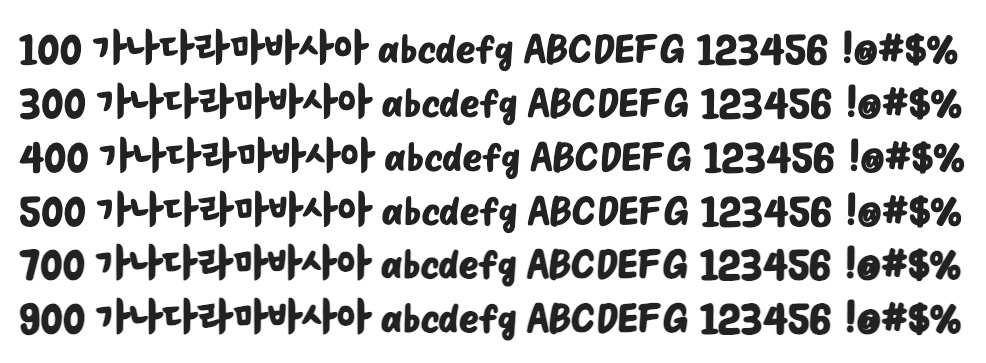 100 가나다라마바사아 abcdefg ABCDEFG 123456 !@#$%
300 가나다라마바사아 abcdefg ABCDEFG 123456 !@#$%
400 가나다라마바사아 abcdefg ABCDEFG 123456 !@#$%
500 가나다라마바사아 abcdefg ABCDEFG 123456 !@#$%
700 가나다라마바사아 abcdefg ABCDEFG 123456 !@#$%
900 가나다라마바사아 abcdefg ABCDEFG 123456 !@#$%